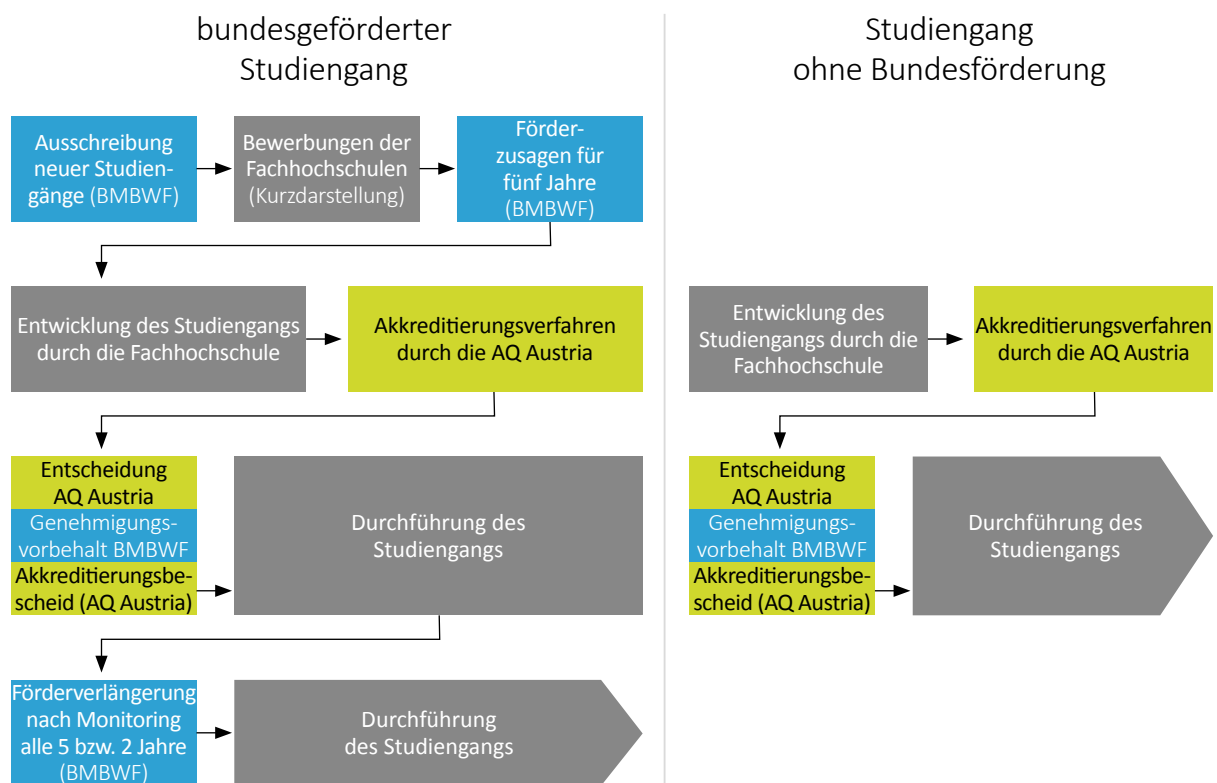 bundesgeförderter
Studiengang
Ausschreibung
neuer Studien-
gänge (BMBWF)
Bewerbungen der
Fachhochschulen
(Kurzdarstellung)
Förder-
zusagen für
fünf Jahre
(BMBWF)
Entwicklung des Studiengangs
durch die Fachhochschule
Akkreditierungsverfahren
durch die AQ Austria
Entscheidung
AQ Austria
Genehmigungs-
vorbehalt BMBWF
Akkreditierungsbe-
scheid (AQ Austria)
Durchführung des
Studiengangs
Förderverlängerung
nach Monitoring
alle 5 bzw. 2 Jahre
(BMBWF)
Durchführung
des Studiengangs
Studiengang
ohne Bundesförderung
Entwicklung des
Studiengangs durch die
Fachhochschule
Akkreditierungsverfahren
durch die AQ Austria
Entscheidung
AQ Austria
Genehmigungs-
vorbehalt BMBWF
Akkreditierungsbe-
scheid (AQ Austria)
Durchführung des
Studiengangs